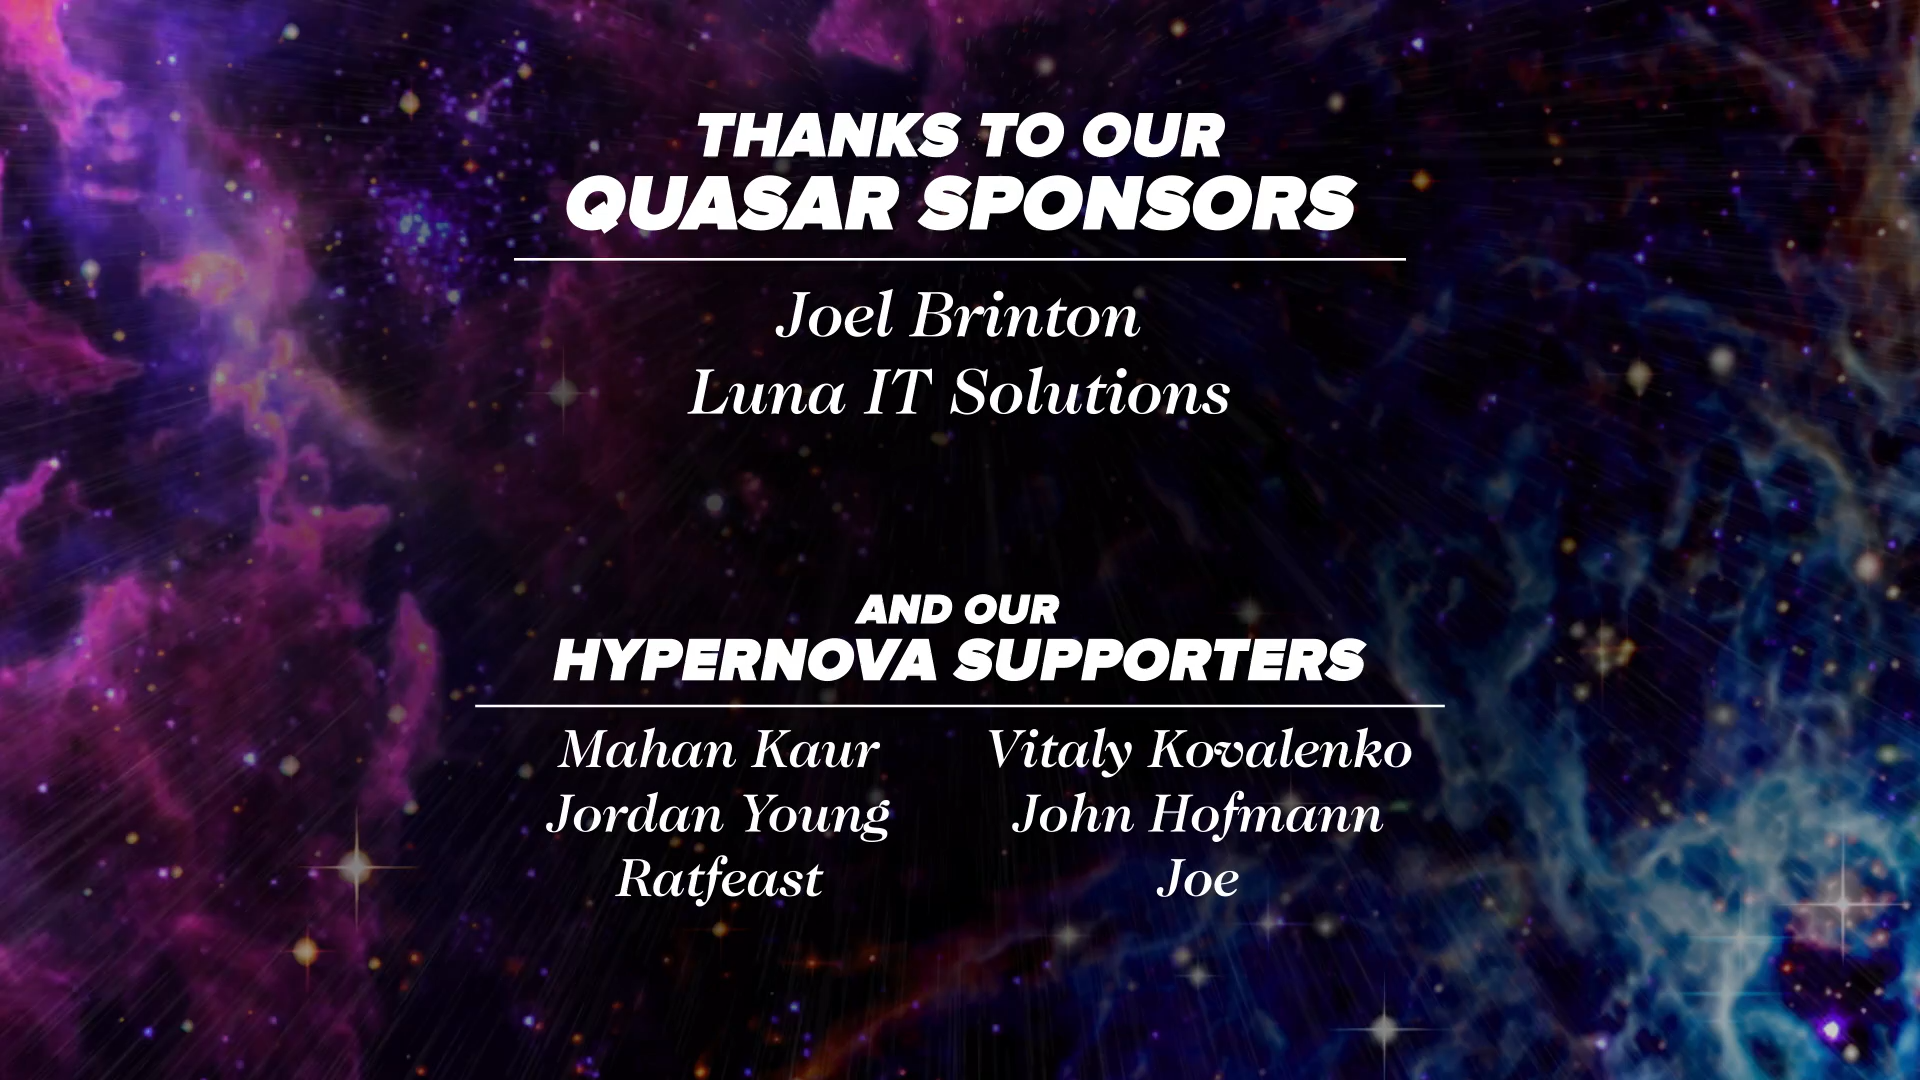 THANKS TO OUR
QUASAR SPONSORS
Joel Brinton
Luna IT Solutions
AND OUR
HYPERNOVA SUPPORTERS
Mahan Kaur
Jordan Young
Ratfeast
Vitaly Kovalenko
John Hofmann
Joe